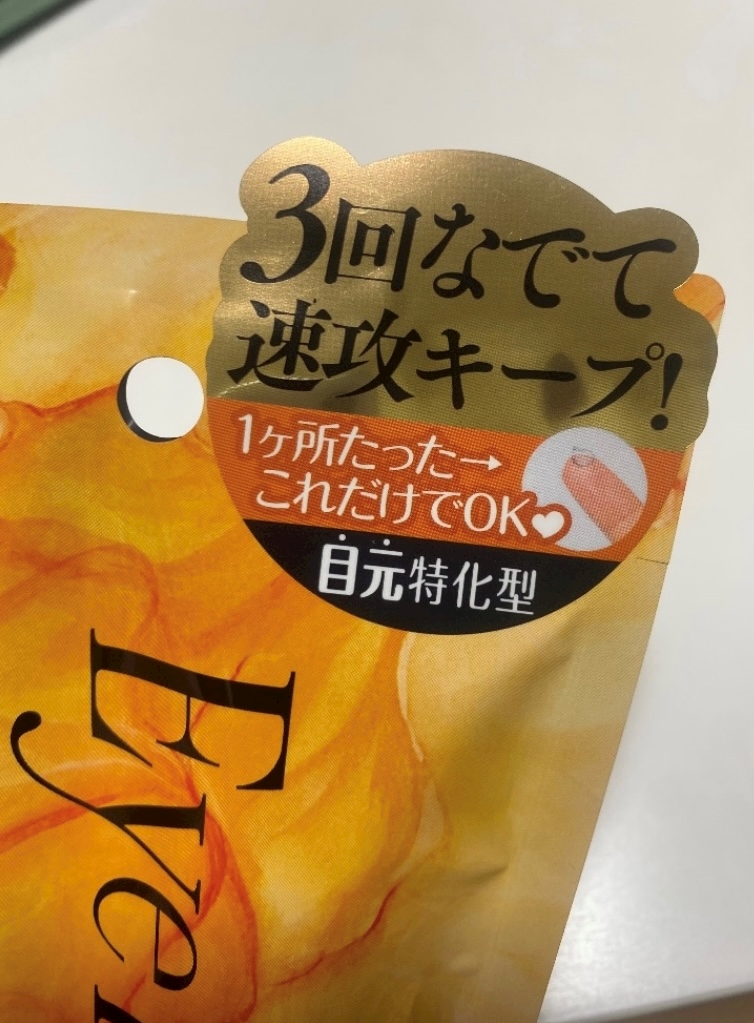 3回なでて
速攻キープ!
1ヶ所たった→
これだけでOK♥
目元特化型
Eye